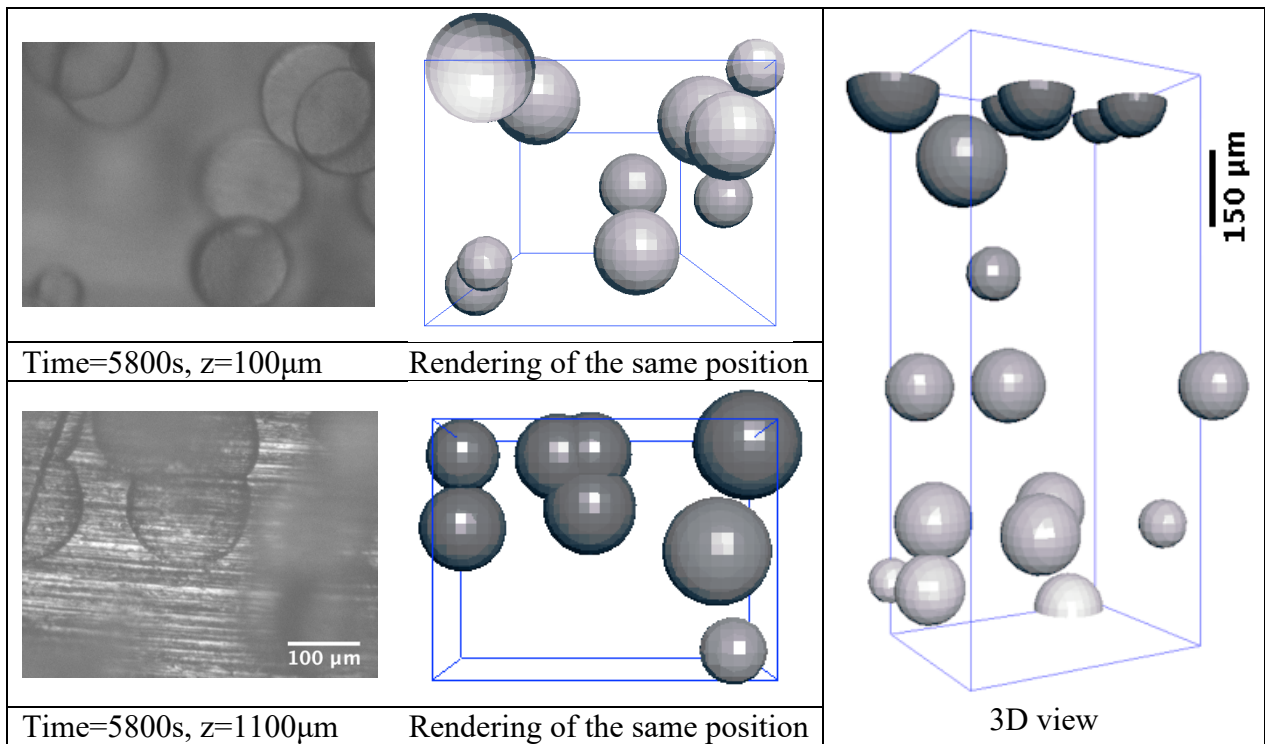 Time=5800s, z=100μm
Rendering of the same position
100 μm
Time=5800s, z=1100μm
Rendering of the same position
150 μm
3D view